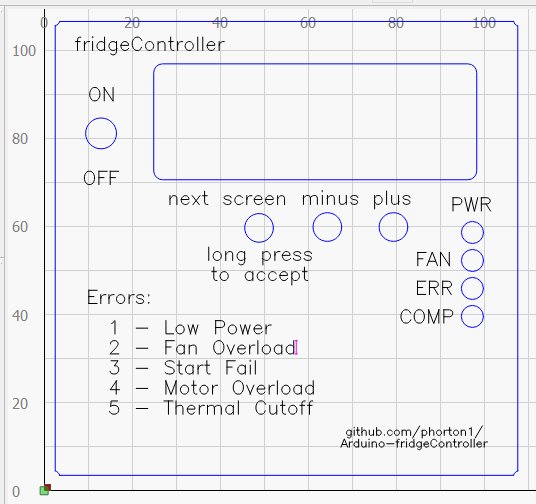 0 20 40 60 80 100
100
fridgeController
ON
80
OFF
next screen minus plus
PWR
60
long press
to accept
FAN
ERR
Errors:
COMP
40
1 - Low Power
2 - Fan Overload
3 - Start Fail
4 - Motor Overload
20
5 - Thermal Cutoff
github.com/phorton1/
Arduino-fridgeController
0